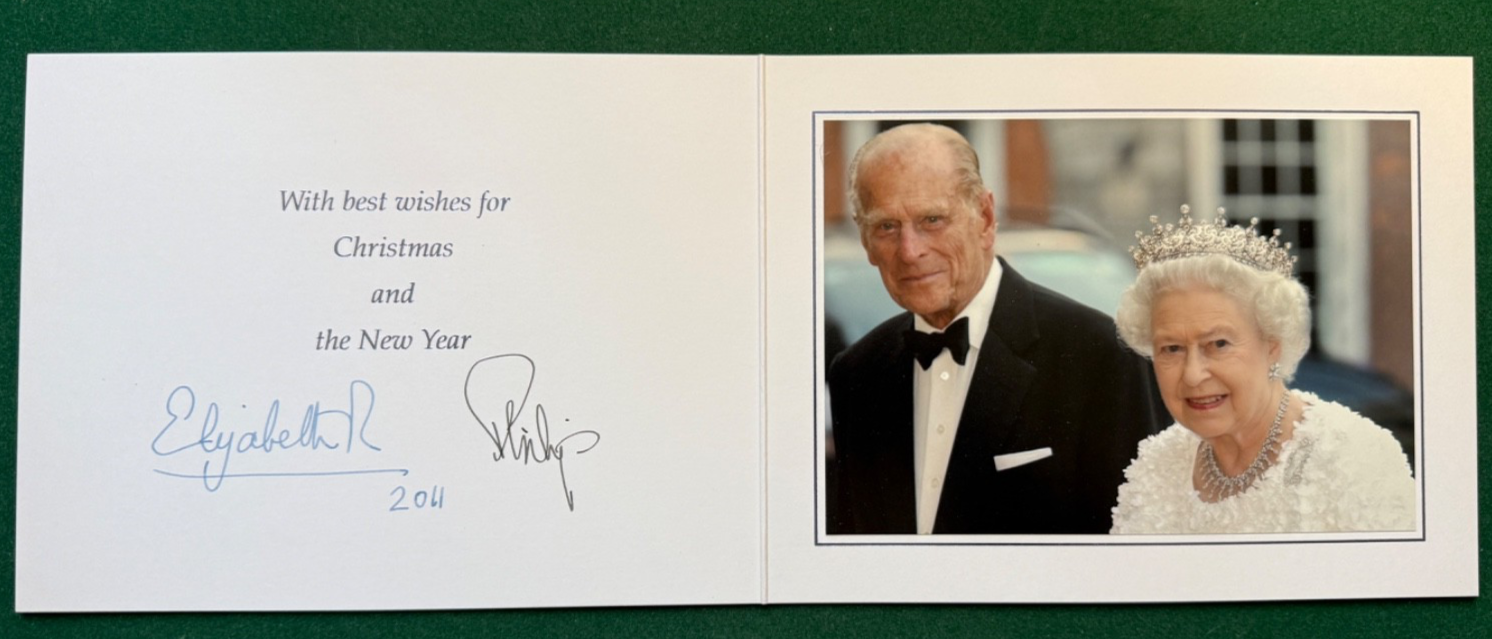 With best wishes for
Christmas
and
the New Year
Elizabeth R Philip
2011